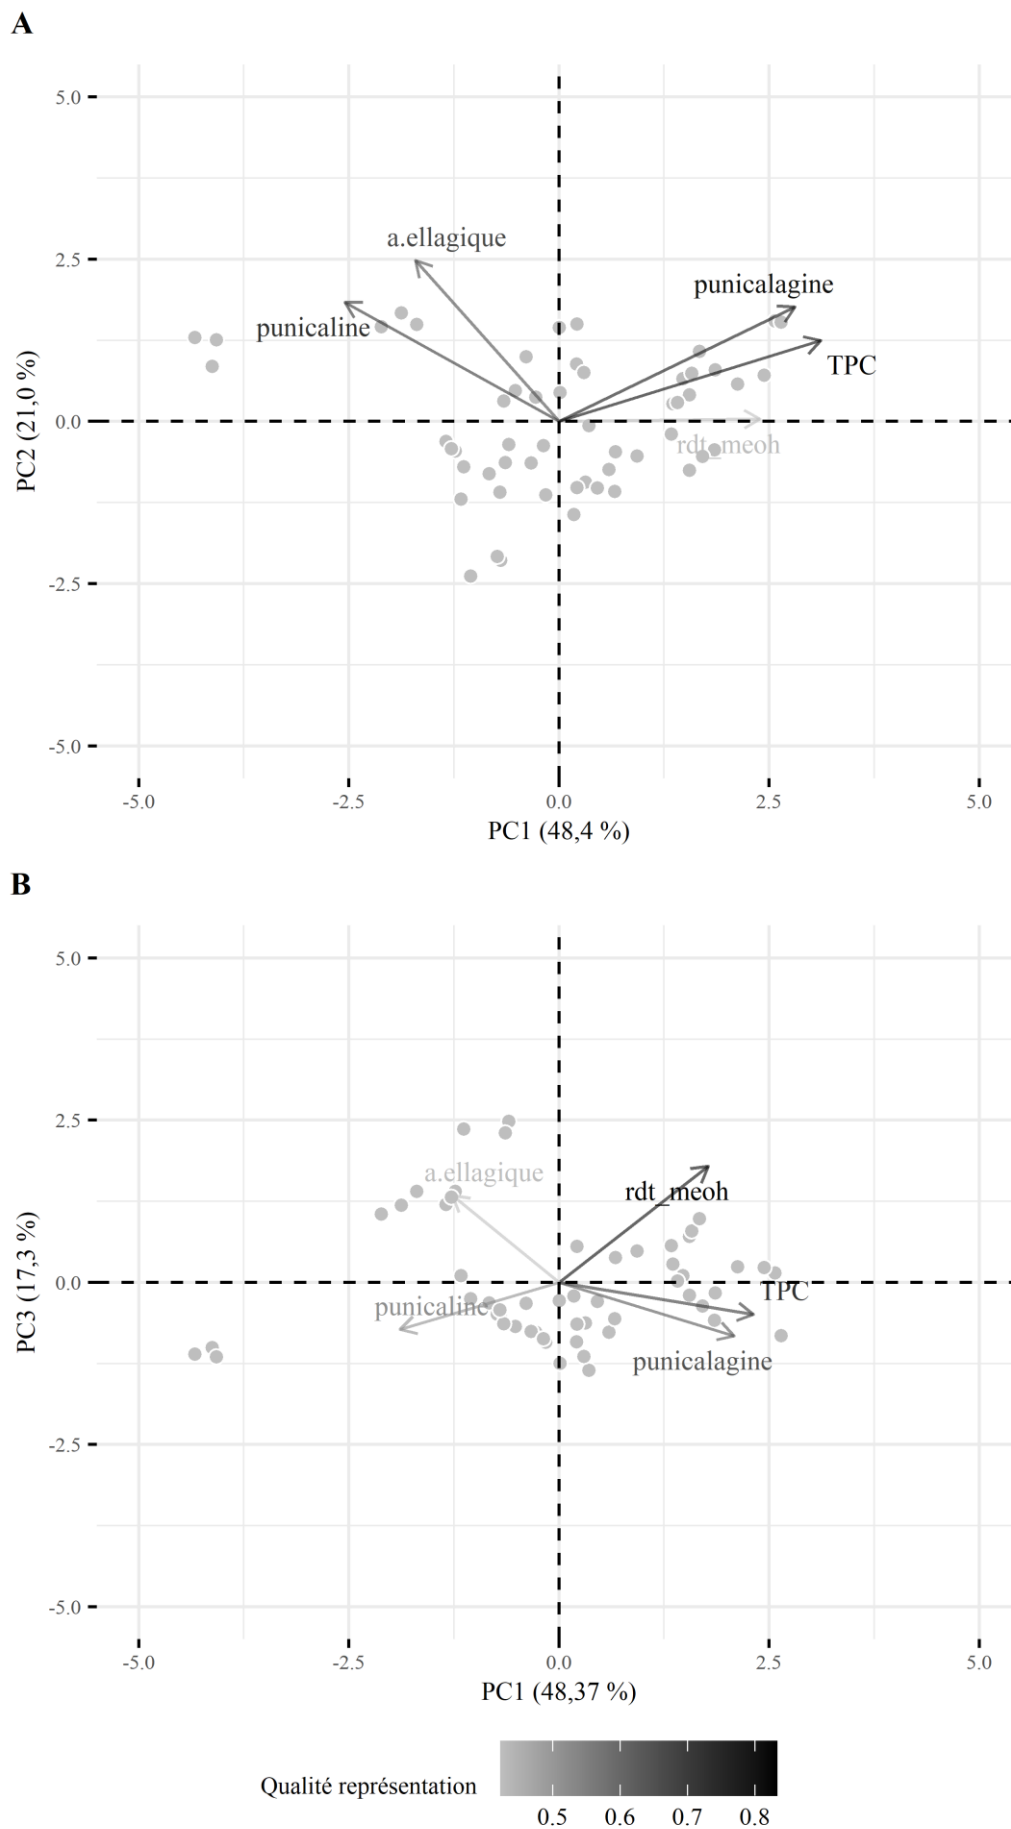 A
5.0
2.5
0.0
-2.5
-5.0
PC2 (21,0 %)
a.ellagique
punicaline
punicalagine
TPC
rdt_meoh
-5.0 -2.5 0.0 2.5 5.0
PC1 (48,4 %)
B
5.0
2.5
0.0
-2.5
-5.0
PC3 (17,3 %)
a.ellagique
rdt_meoh
punicaline
TPC
punicalagine
-5.0 -2.5 0.0 2.5 5.0
PC1 (48,37 %)
Qualité représentation
0.5 0.6 0.7 0.8